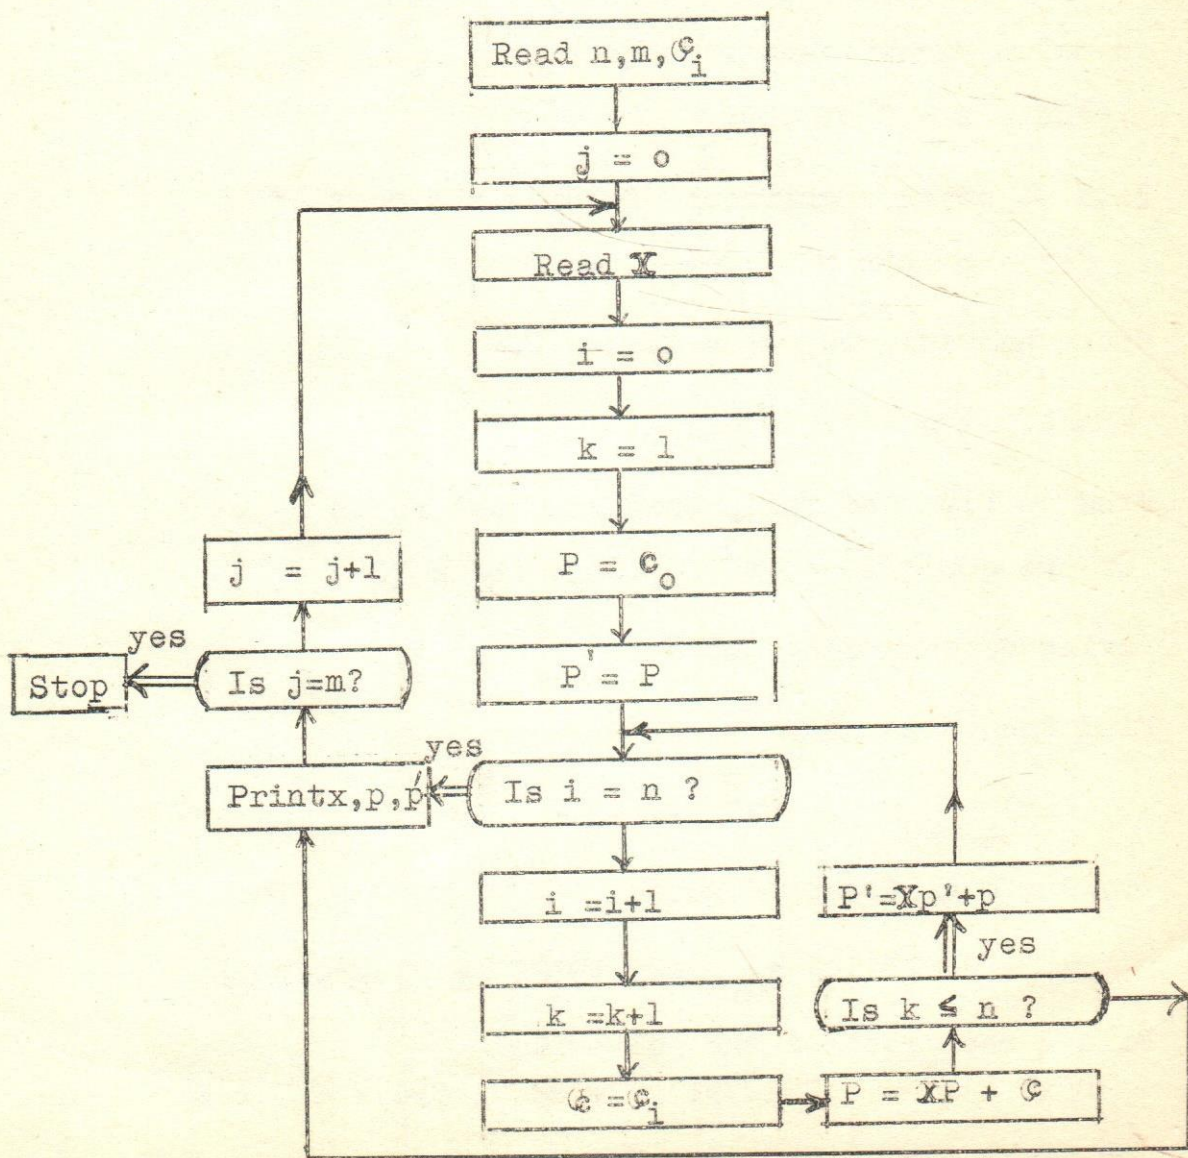 Read n,m,C_i
j = o
Read X
i = o
k = 1
P = C_o
j = j+1
P' = P
yes
Stop
Is j=m?
yes
Printx,p,p'
Is i = n ?
i =i+1
P'=Xp'+p
yes
k =k+1
Is k ≤ n ?
C =C_i
P = XP + C